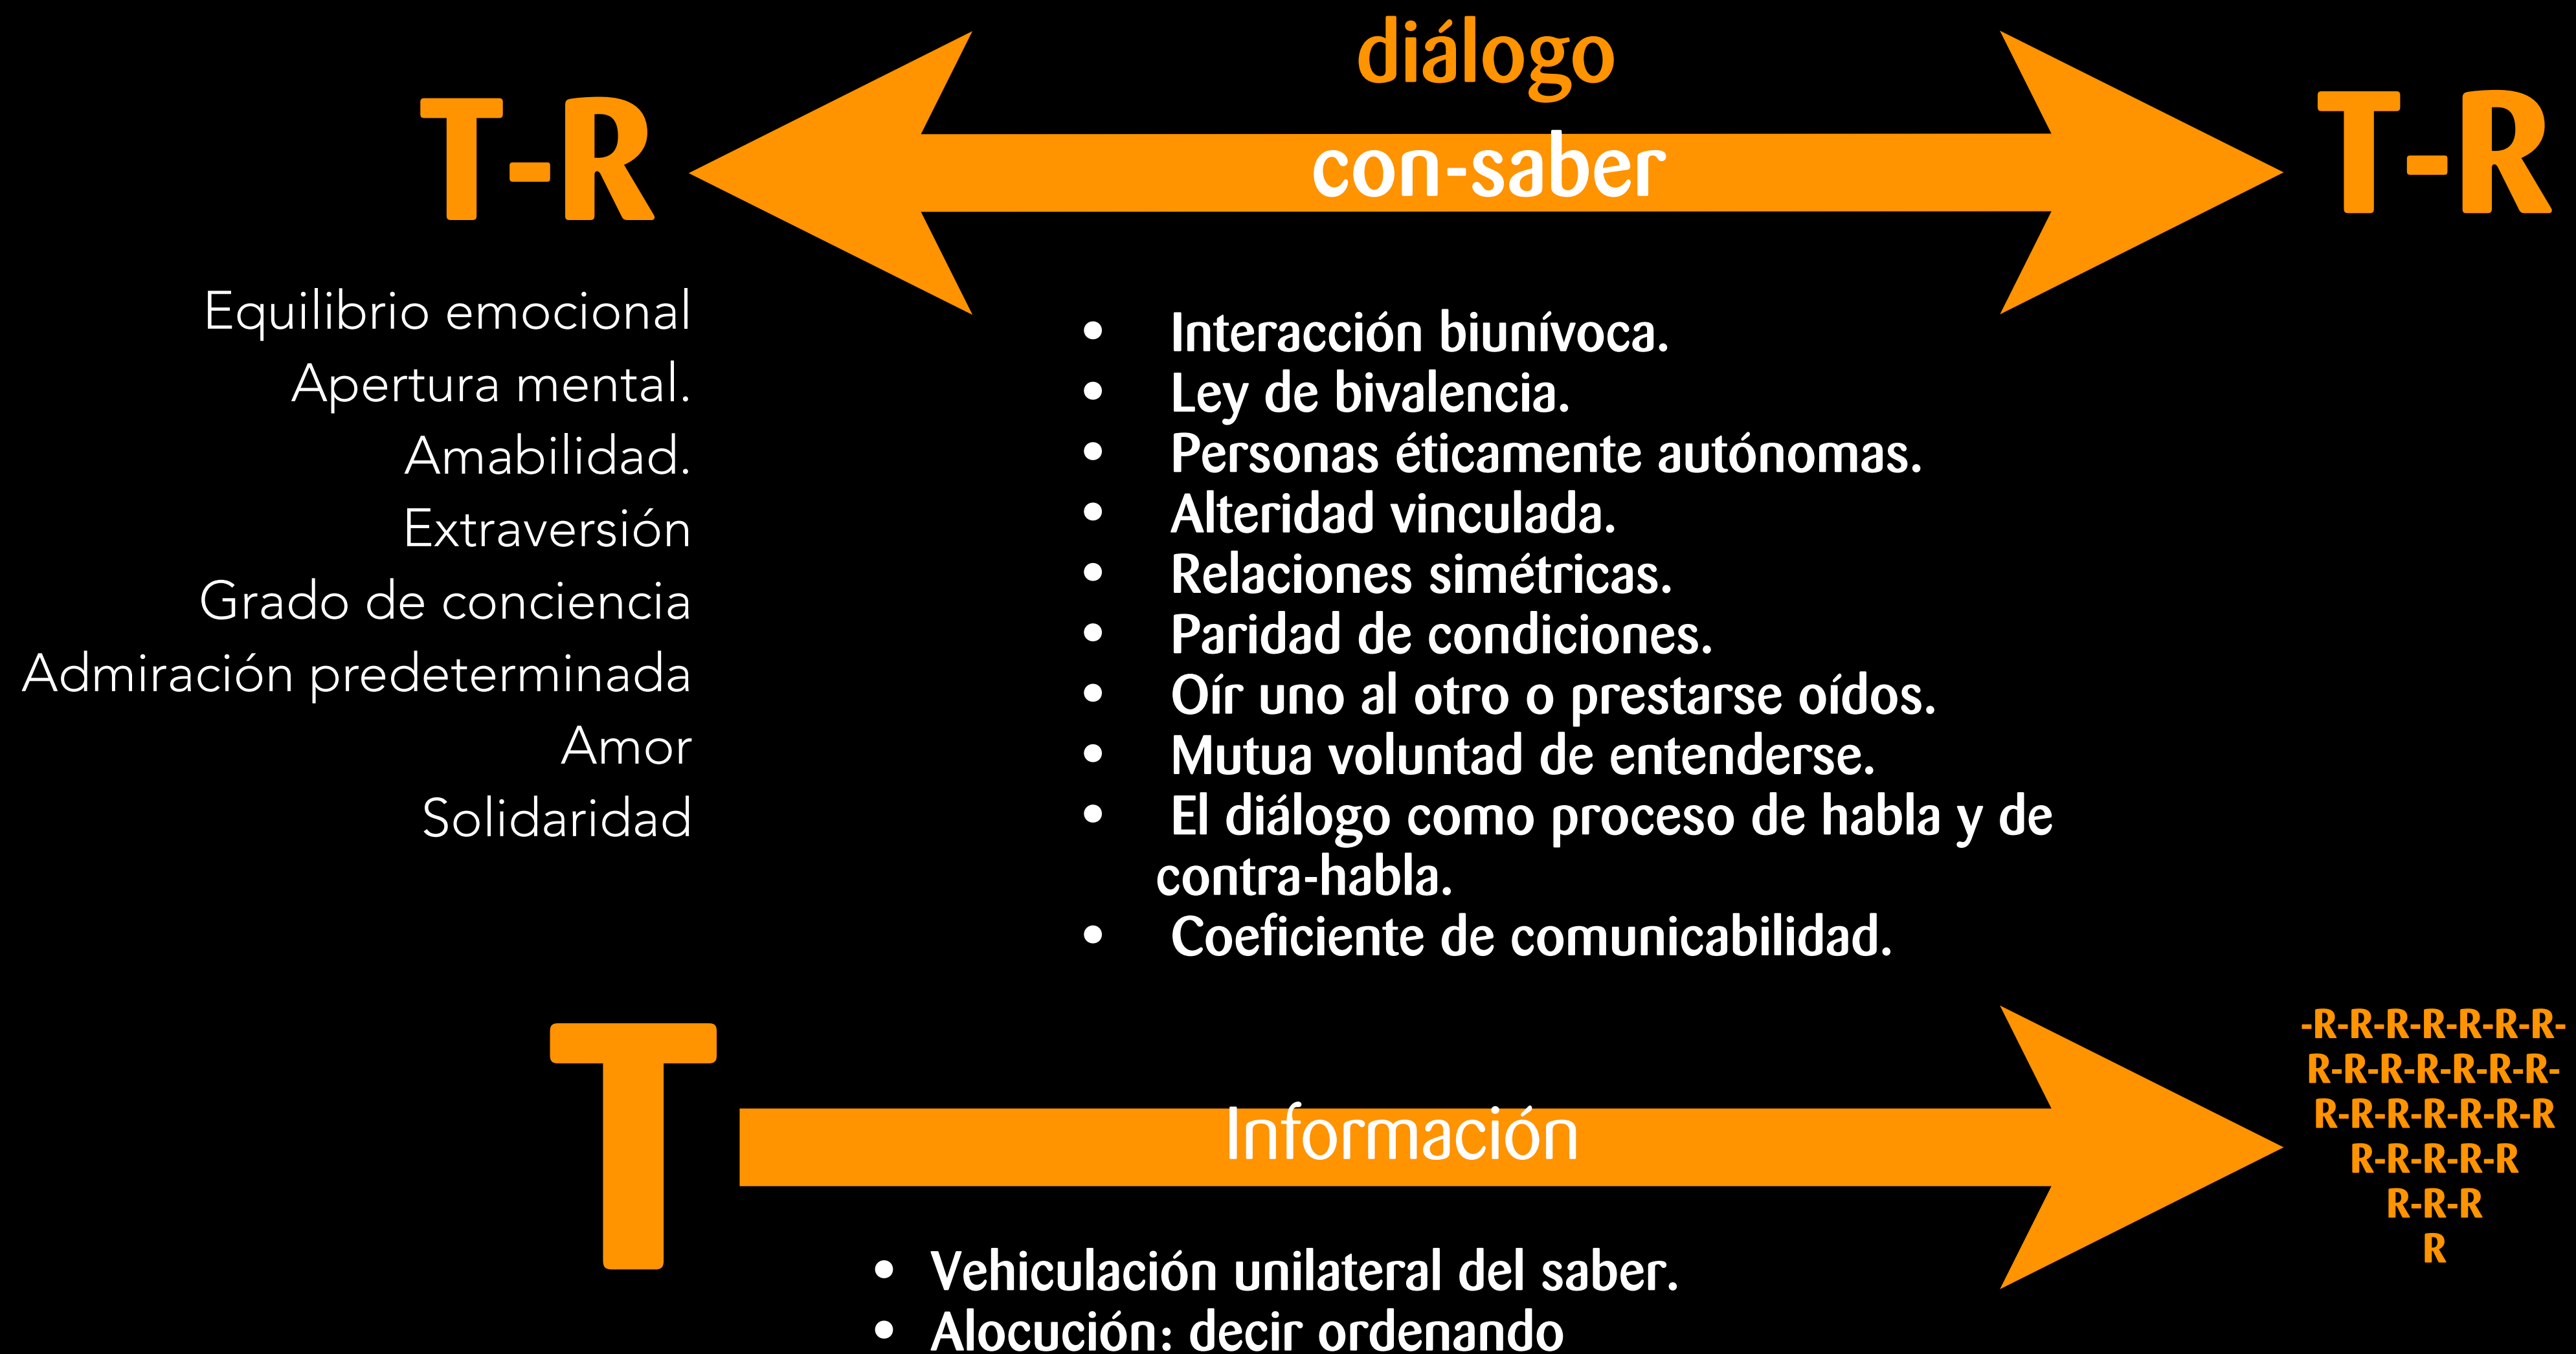 diálogo
T-R
con-saber
T-R
Equilibrio emocional
Apertura mental.
Amabilidad.
Extraversión
Grado de conciencia
Admiración predeterminada
Amor
Solidaridad
• Interacción biunívoca.
• Ley de bivalencia.
• Personas éticamente autónomas.
• Alteridad vinculada.
• Relaciones simétricas.
• Paridad de condiciones.
• Oír uno al otro o prestarse oídos.
• Mutua voluntad de entenderse.
• El diálogo como proceso de habla y de
contra-habla.
• Coeficiente de comunicabilidad.
T
Información
-R-R-R-R-R-R-R-
R-R-R-R-R-R-R-
R-R-R-R-R-R-R
R-R-R-R-R
R-R-R
R
• Vehiculación unilateral del saber.
• Alocución: decir ordenando